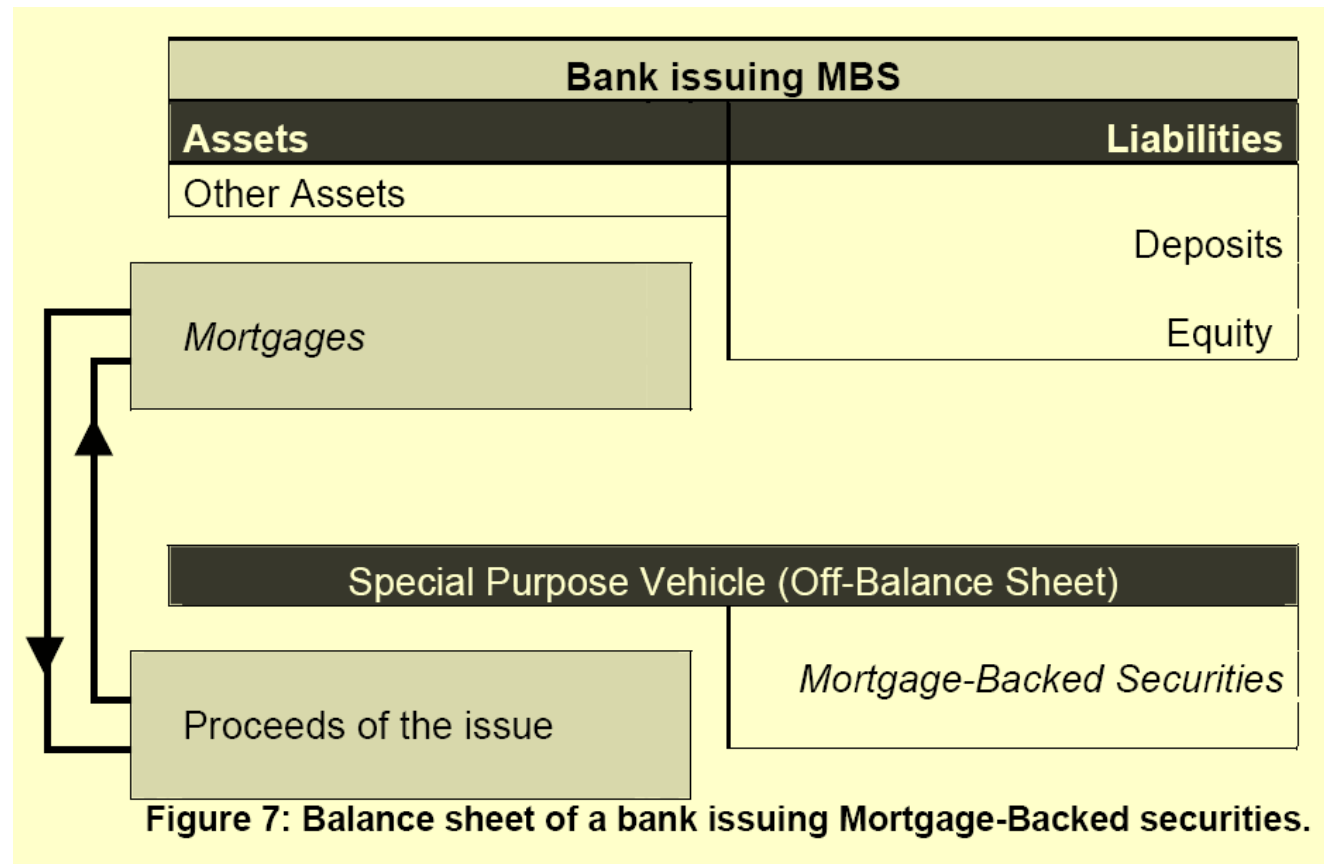 Bank issuing MBS
Assets
Liabilities
Other Assets
Deposits
Mortgages
Equity
Special Purpose Vehicle (Off-Balance Sheet)
Mortgage-Backed Securities
Proceeds of the issue
Figure 7: Balance sheet of a bank issuing Mortgage-Backed securities.